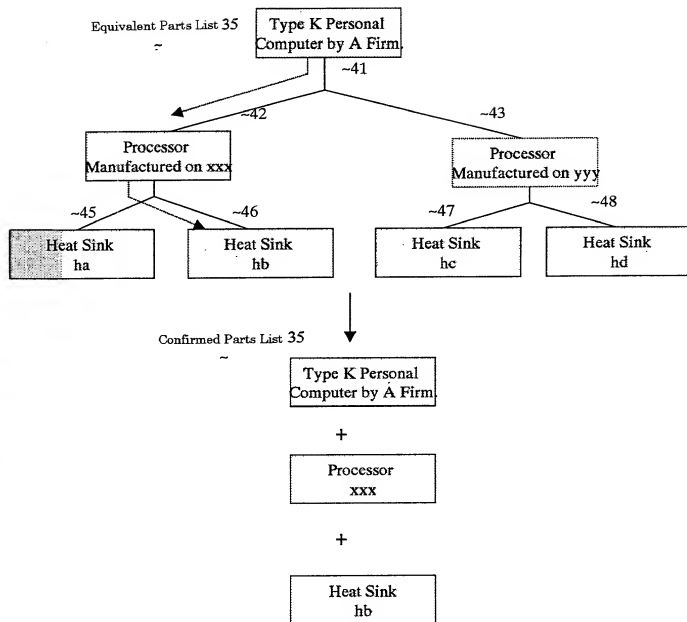 Equivalent Parts List 35
~
Type K Personal
Computer by A Firm.
~41
~42
~43
Processor
Manufactured on xxx
Processor
Manufactured on yyy
~45
~46
~47
~48
Heat Sink
ha
Heat Sink
hb
Heat Sink
hc
Heat Sink
hd
Confirmed Parts List 35
~
Type K Personal
Computer by A Firm.
+
Processor
xxx
+
Heat Sink
hb